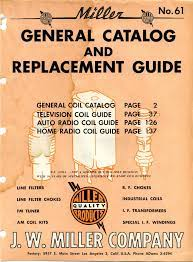 Miller
No. 61
GENERAL CATALOG
AND
REPLACEMENT GUIDE
GENERAL COIL CATALOG PAGE 2
TELEVISION COIL GUIDE PAGE 37
AUTO RADIO COIL GUIDE PAGE 126
HOME RADIO COIL GUIDE PAGE 137
LINE FILTERS
LINE FILTER CHOKES
FM TUNER
AM COIL KITS
MILLER
QUALITY
PRODUCTS
R. F. CHOKES
INDUSTRIAL COILS
I. F. TRANSFORMERS
SPECIAL I. F. WINDINGS
J. W. MILLER COMPANY
Factory: 5917 S. Main Street Los Angeles 3, Calif., U.S.A.